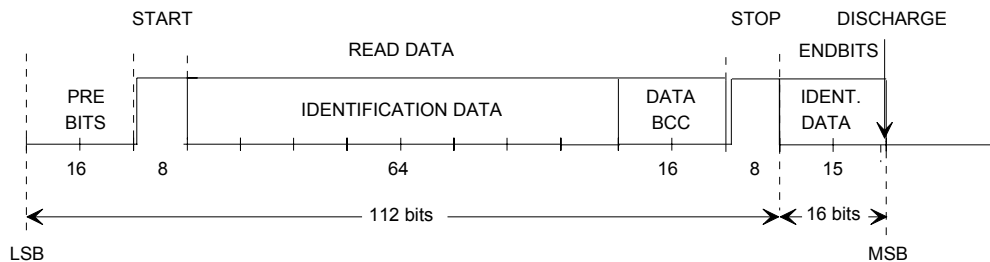 START STOP DISCHARGE
READ DATA ENDBITS
PRE BITS IDENTIFICATION DATA DATA BCC IDENT. DATA
16 8 64 16 8 15
112 bits 16 bits
LSB MSB